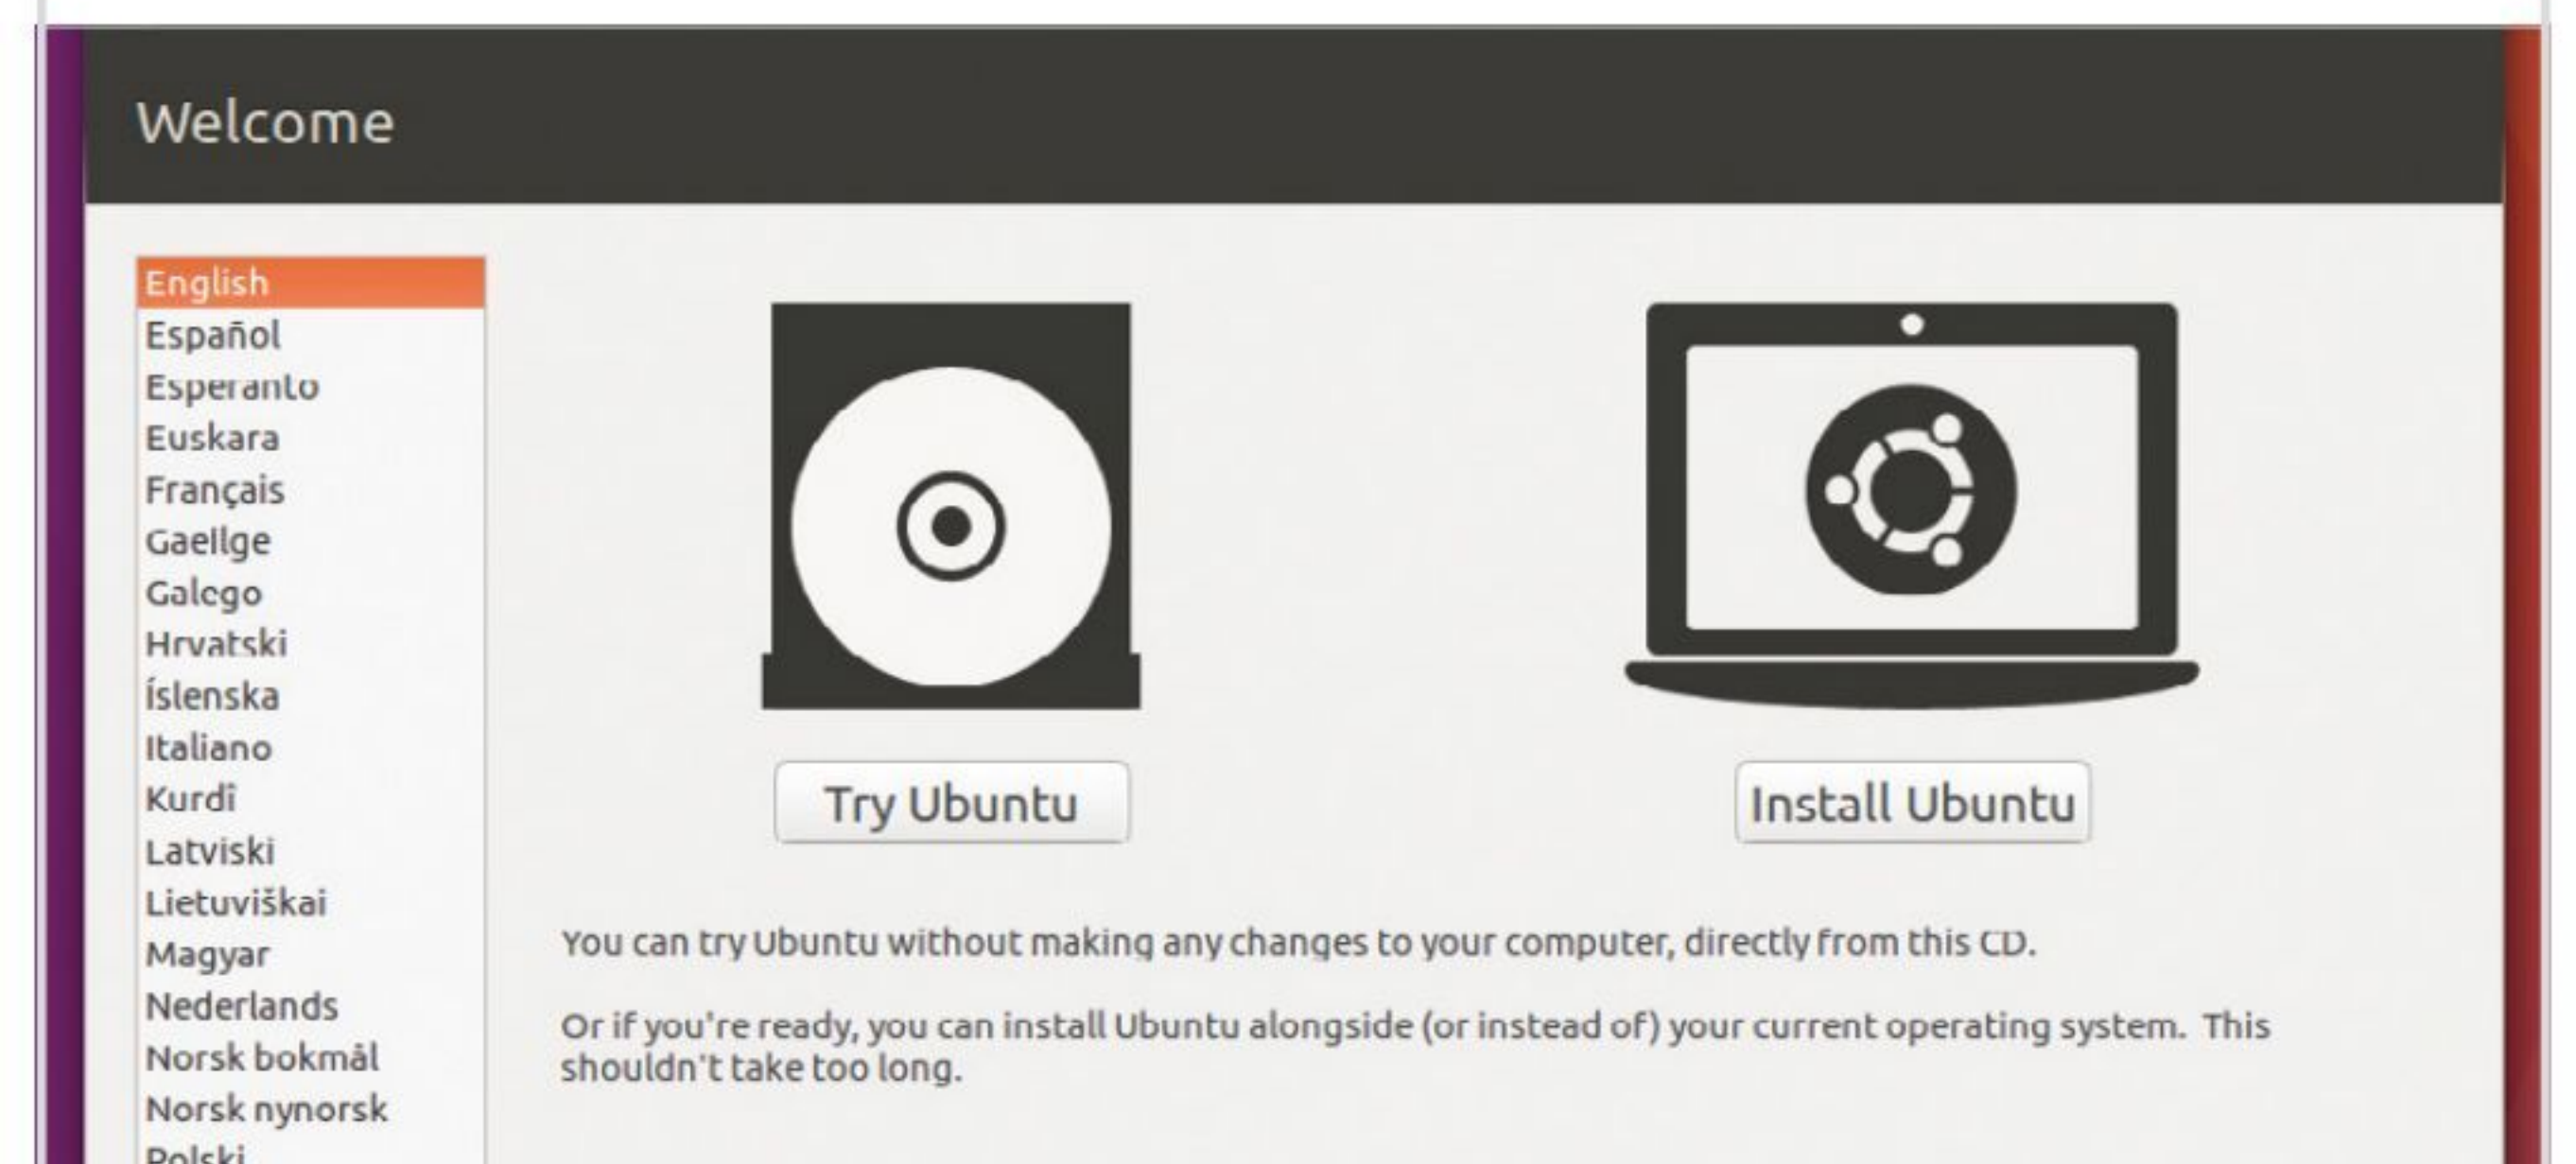 Welcome
English
Español
Esperanto
Euskara
Français
Gaeilge
Galego
Hrvatski
Íslenska
Italiano
Kurdî
Latviski
Lietuviškai
Magyar
Nederlands
Norsk bokmål
Norsk nynorsk
Polski
Try Ubuntu
Install Ubuntu
You can try Ubuntu without making any changes to your computer, directly from this CD.
Or if you're ready, you can install Ubuntu alongside (or instead of) your current operating system. This
shouldn't take too long.